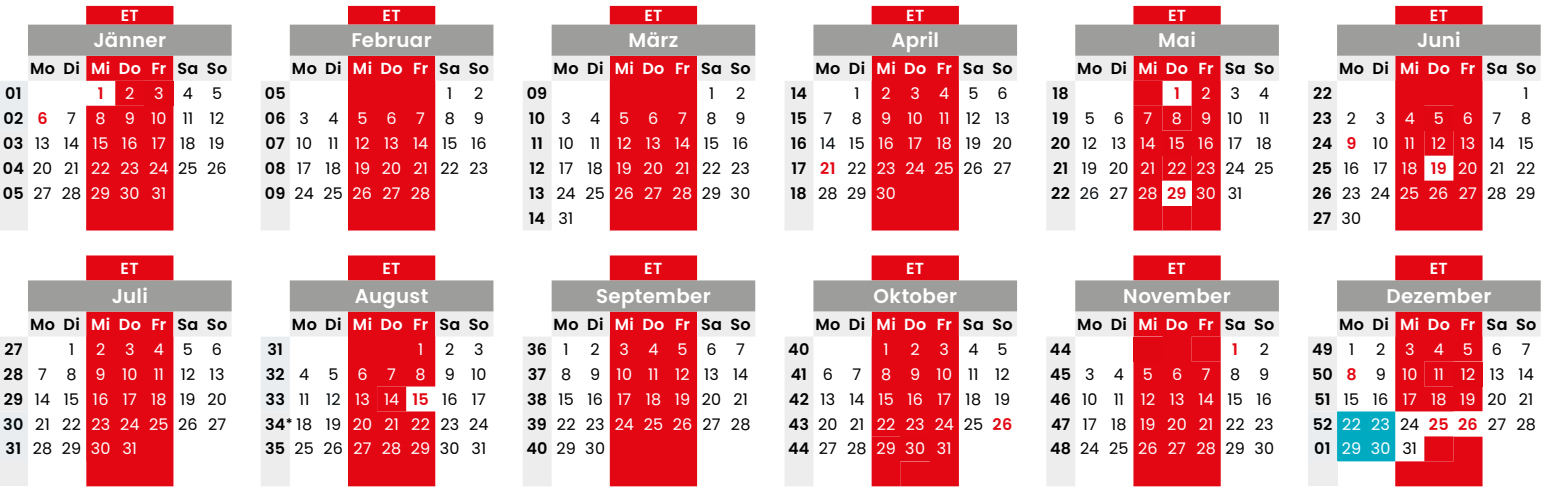 ET ET ET ET ET ET
Jänner Februar März April Mai Juni
Mo Di Mi Do Fr Sa So Mo Di Mi Do Fr Sa So Mo Di Mi Do Fr Sa So Mo Di Mi Do Fr Sa So Mo Di Mi Do Fr Sa So Mo Di Mi Do Fr Sa So
01 1 2 3 4 5 05 1 2 09 1 2 14 1 2 3 4 5 6 18 1 2 3 4 22 1
02 6 7 8 9 10 11 12 06 3 4 5 6 7 8 9 10 3 4 5 6 7 8 9 15 7 8 9 10 11 12 13 19 5 6 7 8 9 10 11 23 2 3 4 5 6 7 8
03 13 14 15 16 17 18 19 07 10 11 12 13 14 15 16 11 10 11 12 13 14 15 16 16 14 15 16 17 18 19 20 20 12 13 14 15 16 17 18 24 9 10 11 12 13 14 15
04 20 21 22 23 24 25 26 08 17 18 19 20 21 22 23 12 17 18 19 20 21 22 23 17 21 22 23 24 25 26 27 21 19 20 21 22 23 24 25 25 16 17 18 19 20 21 22
05 27 28 29 30 31 09 24 25 26 27 28 13 24 25 26 27 28 29 30 18 28 29 30 22 26 27 28 29 30 31 26 23 24 25 26 27 28 29
14 31 27 30
ET ET ET ET ET ET
Juli August September Oktober November Dezember
Mo Di Mi Do Fr Sa So Mo Di Mi Do Fr Sa So Mo Di Mi Do Fr Sa So Mo Di Mi Do Fr Sa So Mo Di Mi Do Fr Sa So Mo Di Mi Do Fr Sa So
27 1 2 3 4 5 6 31 1 2 3 36 1 2 3 4 5 6 7 40 1 2 3 4 5 44 1 2 49 1 2 3 4 5 6 7
28 7 8 9 10 11 12 13 32 4 5 6 7 8 9 10 37 8 9 10 11 12 13 14 41 6 7 8 9 10 11 12 45 3 4 5 6 7 8 9 50 8 9 10 11 12 13 14
29 14 15 16 17 18 19 20 33 11 12 13 14 15 16 17 38 15 16 17 18 19 20 21 42 13 14 15 16 17 18 19 46 10 11 12 13 14 15 16 51 15 16 17 18 19 20 21
30 21 22 23 24 25 26 27 34* 18 19 20 21 22 23 24 39 22 23 24 25 26 27 28 43 20 21 22 23 24 25 26 47 17 18 19 20 21 22 23 52 22 23 24 25 26 27 28
31 28 29 30 31 35 25 26 27 28 29 30 31 40 29 30 44 27 28 29 30 31 48 24 25 26 27 28 29 30 01 29 30 31